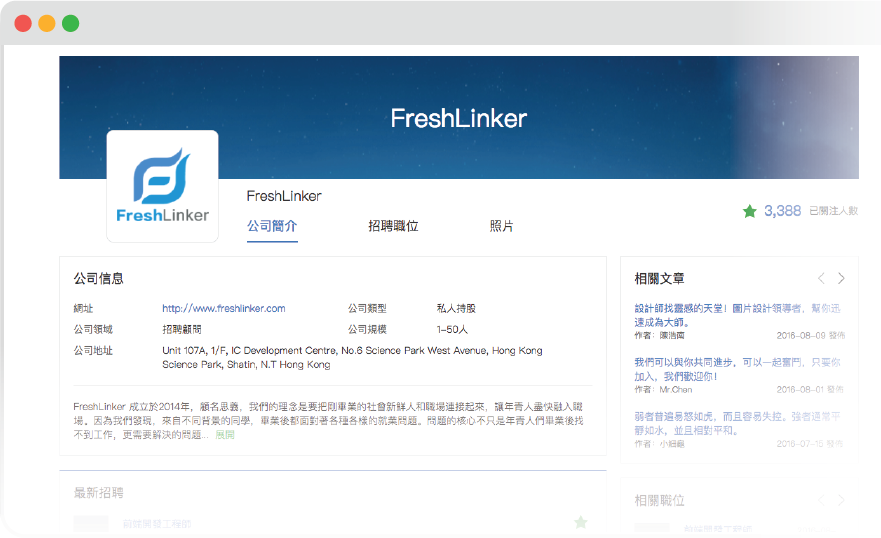 FreshLinker
FreshLinker
FreshLinker
公司簡介
招聘職位
照片
3,388 已關注人數
公司信息
網址 http://www.freshlinker.com 公司類型 私人持股
公司領域 招聘顧問 公司規模 1-50人
公司地址 Unit 107A, 1/F, IC Development Centre, No.6 Science Park West Avenue, Hong Kong
Science Park, Shatin, N.T Hong Kong
FreshLinker 成立於2014年，顧名思義，我們的理念是要把剛畢業的社會新鮮人和職場連接起來，讓年青人盡快融入職
場。因為我們發現，來自不同背景的同學，畢業後都面對著各種各樣的就業問題。問題的核心不只是年青人們畢業後找
不到工作，更需要解決的問題... 展開
最新招聘
前端開發工程師
相關文章
設計師找靈感的天堂！圖片設計領導者，幫你迅
速成為大師。
作者：陳浩南 2016-08-09 發佈
我們可以與你共同進步，可以一起奮鬥，只要你
加入，我們歡迎你！
作者：Mr.Chan 2016-08-01 發佈
弱者普遍易怒如虎，而且容易失控。強者通常平
靜如水，並且相對平和。
作者：小烏龜 2016-07-15 發佈
相關職位